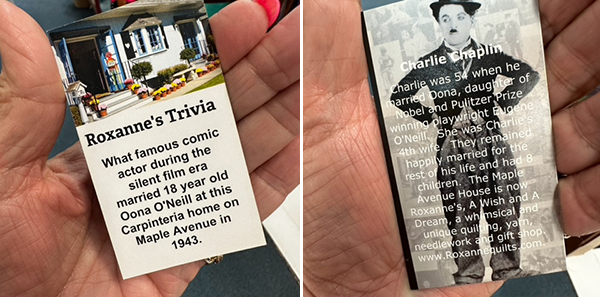 Roxanne's Trivia
What famous comic
actor during the
silent film era
married 18 year old
Oona O'Neill at this
Carpinteria home on
Maple Avenue in
1943.
Charlie Chaplin
Charlie was 54 when he
married Oona, daughter of
Nobel and Pulitzer Prize
winning playwright Eugene
O'Neill. She was Charlie's
4th wife. They remained
happily married for the
rest of his life and had 8
children. The Maple
Avenue House is now
Roxanne's, A Wish and A
Dream, a whimsical and
unique quilting, yarn,
needlework and gift shop.
www.Roxannequilts.com